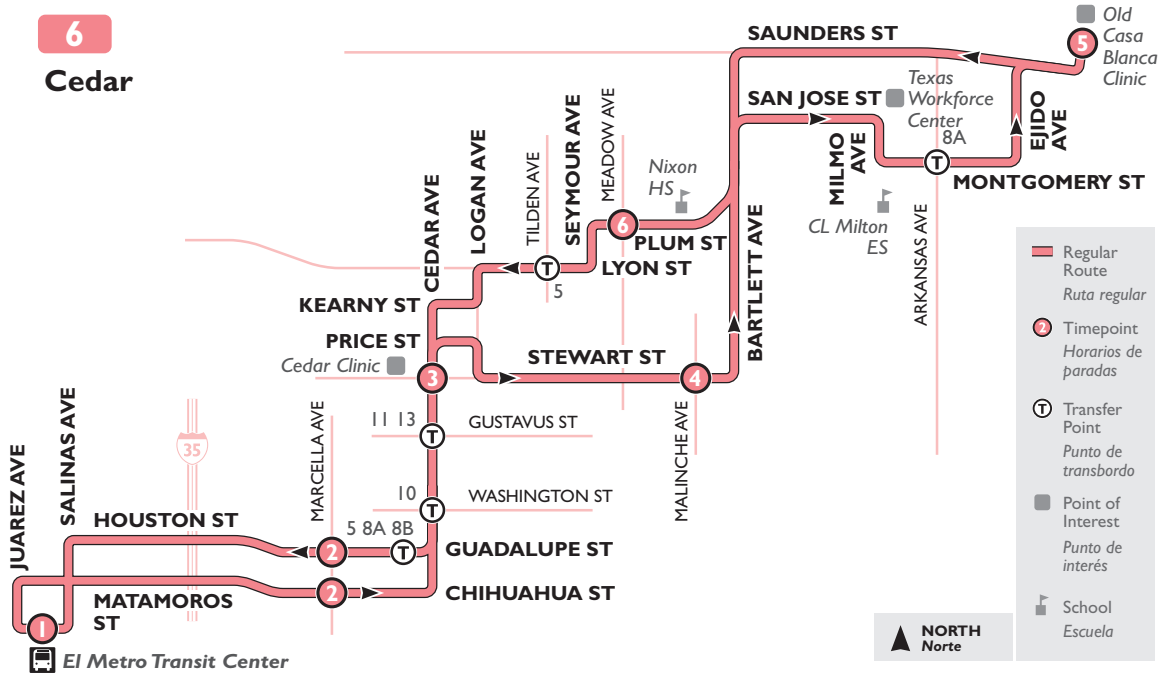 6
Cedar
SAUNDERS ST
5
Old
Casa
Blanca
Clinic
SAN JOSE ST
Texas
Workforce
Center
8A
T
MILMO
AVE
EJIDO
AVE
MONTGOMERY ST
Nixon
HS
CL Milton
ES
ARKANSAS AVE
BARTLETT AVE
CEDAR AVE
LOGAN AVE
TILDEN AVE
SEYMOUR AVE
MEADOW AVE
6
PLUM ST
T
5
LYON ST
KEARNY ST
PRICE ST
Cedar Clinic
3
STEWART ST
4
MALINCHE AVE
11 13
T
GUSTAVUS ST
10
T
WASHINGTON ST
35
MARCELLA AVE
JUAREZ AVE
SALINAS AVE
HOUSTON ST
5 8A 8B
2
T
GUADALUPE ST
MATAMOROS
ST
2
CHIHUAHUA ST
1
El Metro Transit Center
Regular
Route
Ruta regular
2
Timepoint
Horarios de
paradas
T
Transfer
Point
Punto de
transbordo
Point of
Interest
Punto de
interés
School
Escuela
NORTH
Norte